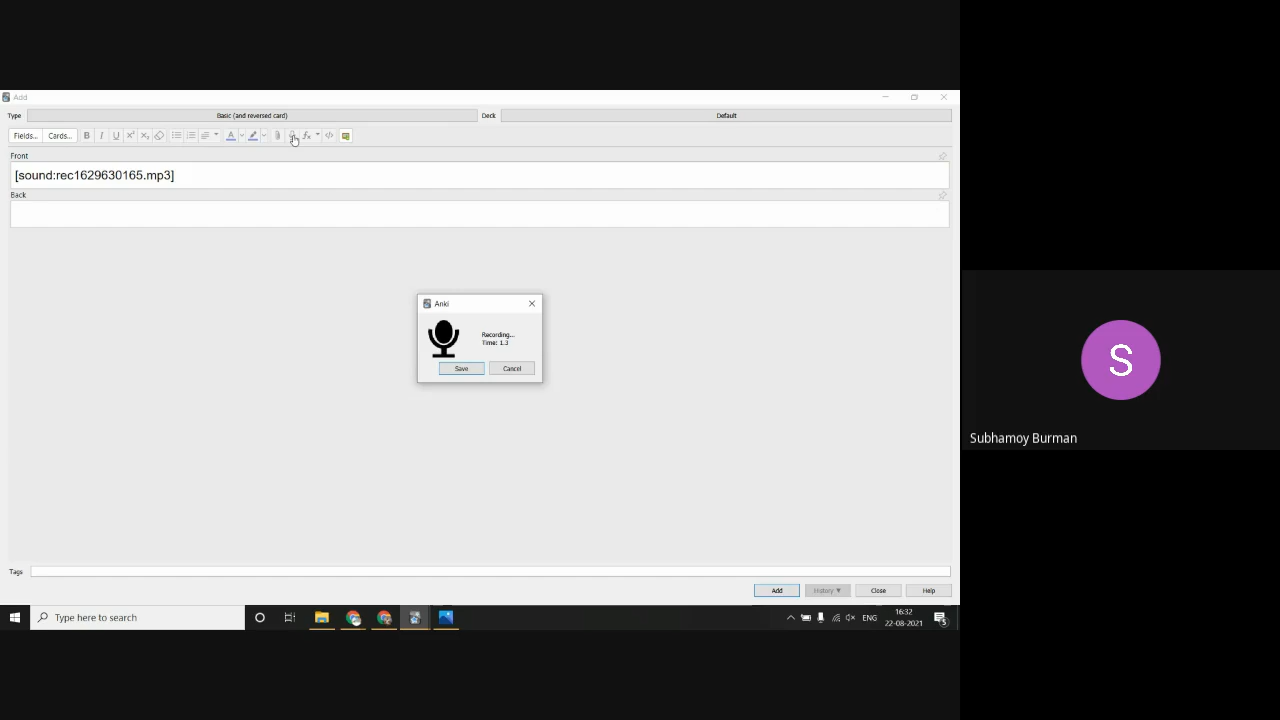 Add
Type
Basic (and reversed card)
Deck
Default
Fields...
Cards...
B
I
U
Front
[sound:rec1629630165.mp3]
Back
Anki
Recording...
Time: 1.3
Save
Cancel
S
Subhamoy Burman
Tags
Add
History ▼
Close
Help
Type here to search
ENG
16:32
22-08-2021
5